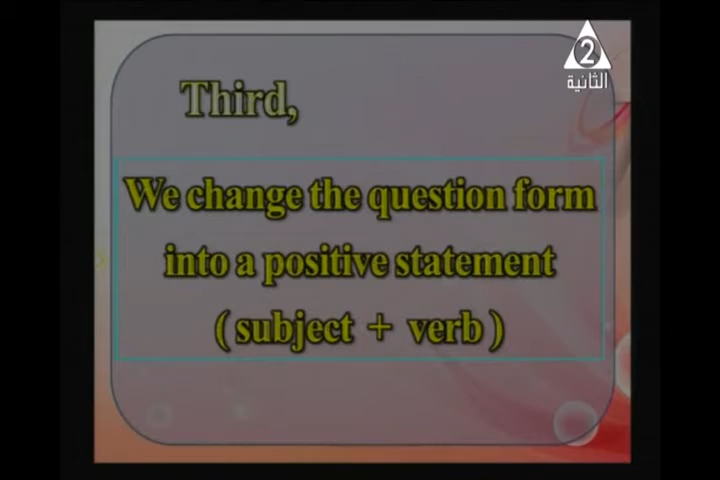 2
الثانية
Third,
We change the question form
into a positive statement
( subject + verb )